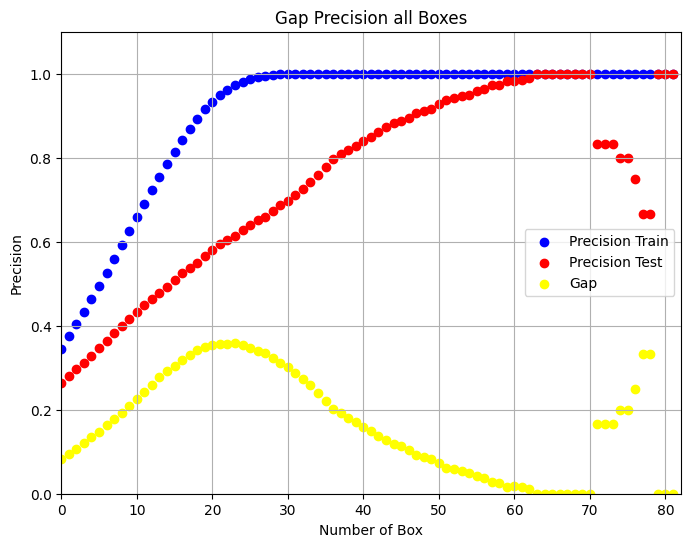 Gap Precision all Boxes
Precision
1.0
0.8
0.6
0.4
0.2
0.0
Precision Train
Precision Test
Gap
0 10 20 30 40 50 60 70 80
Number of Box